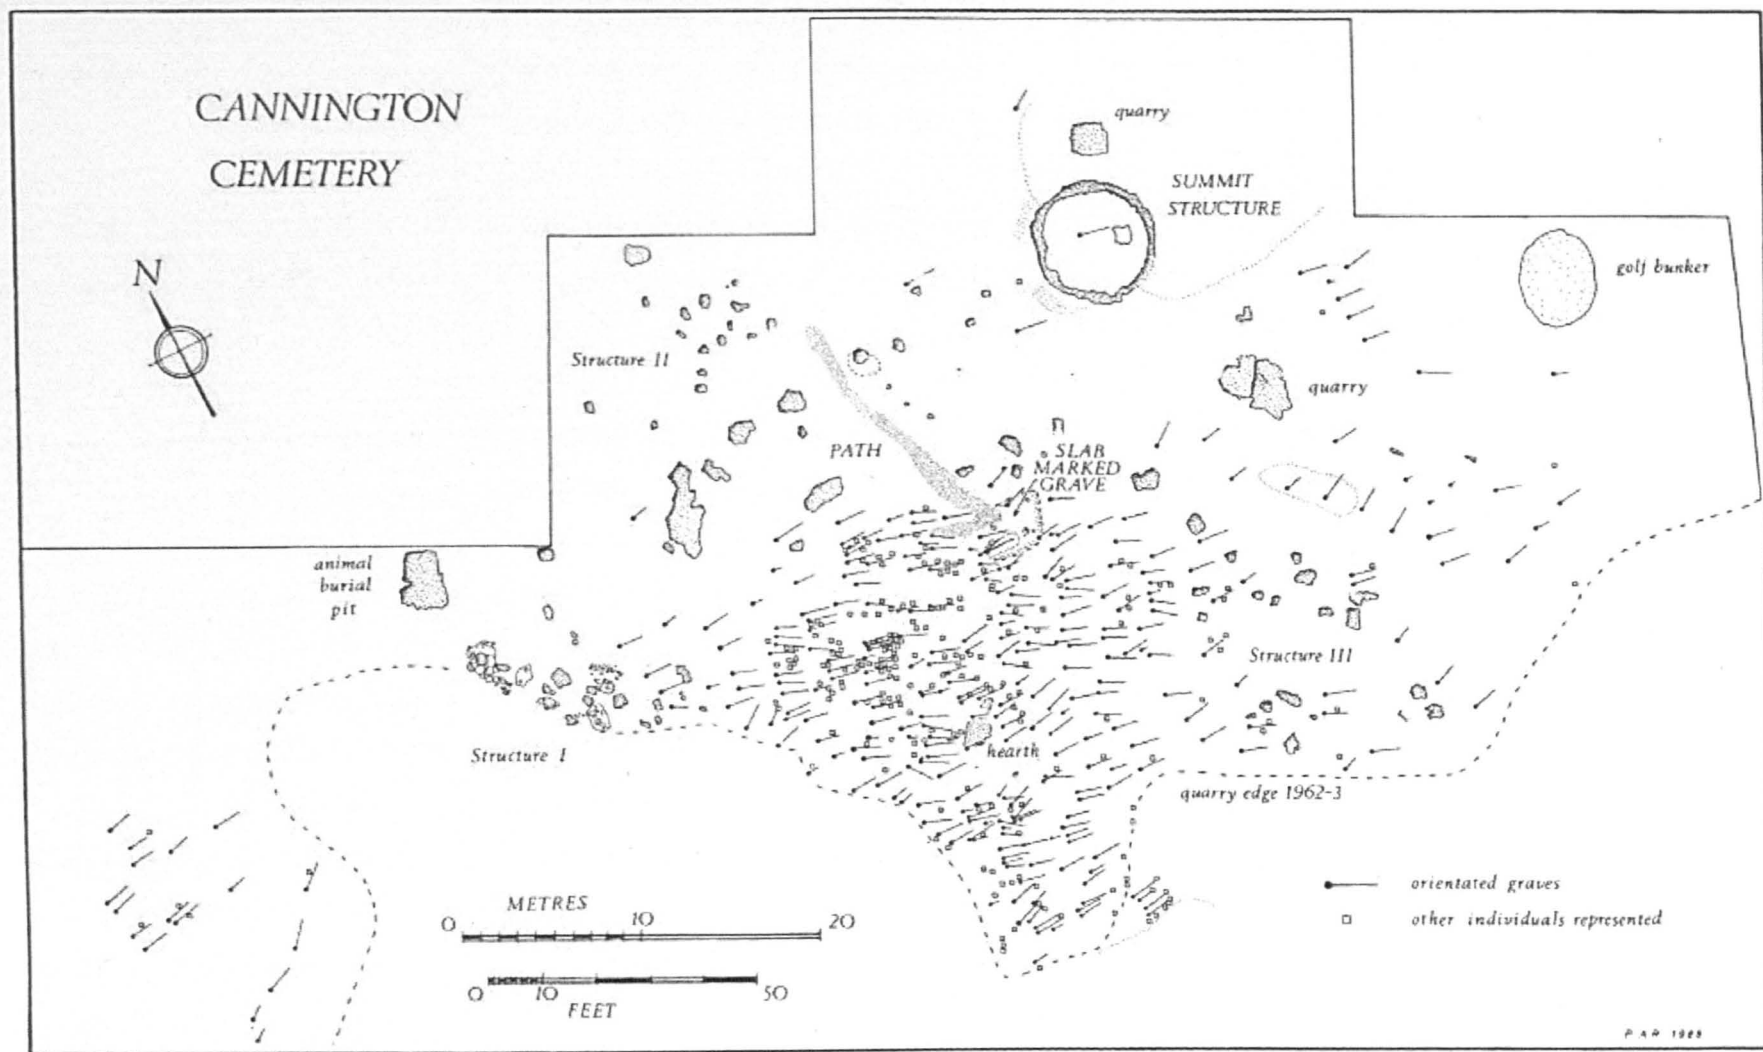 CANNINGTON
CEMETERY
N
quarry
SUMMIT
STRUCTURE
golf bunker
Structure II
quarry
PATH
SLAB
MARKED
GRAVE
animal
burial
pit
Structure III
Structure I
hearth
quarry edge 1962-3
METRES
0 10 20
0 10 50
FEET
orientated graves
other individuals represented
P A R 1988